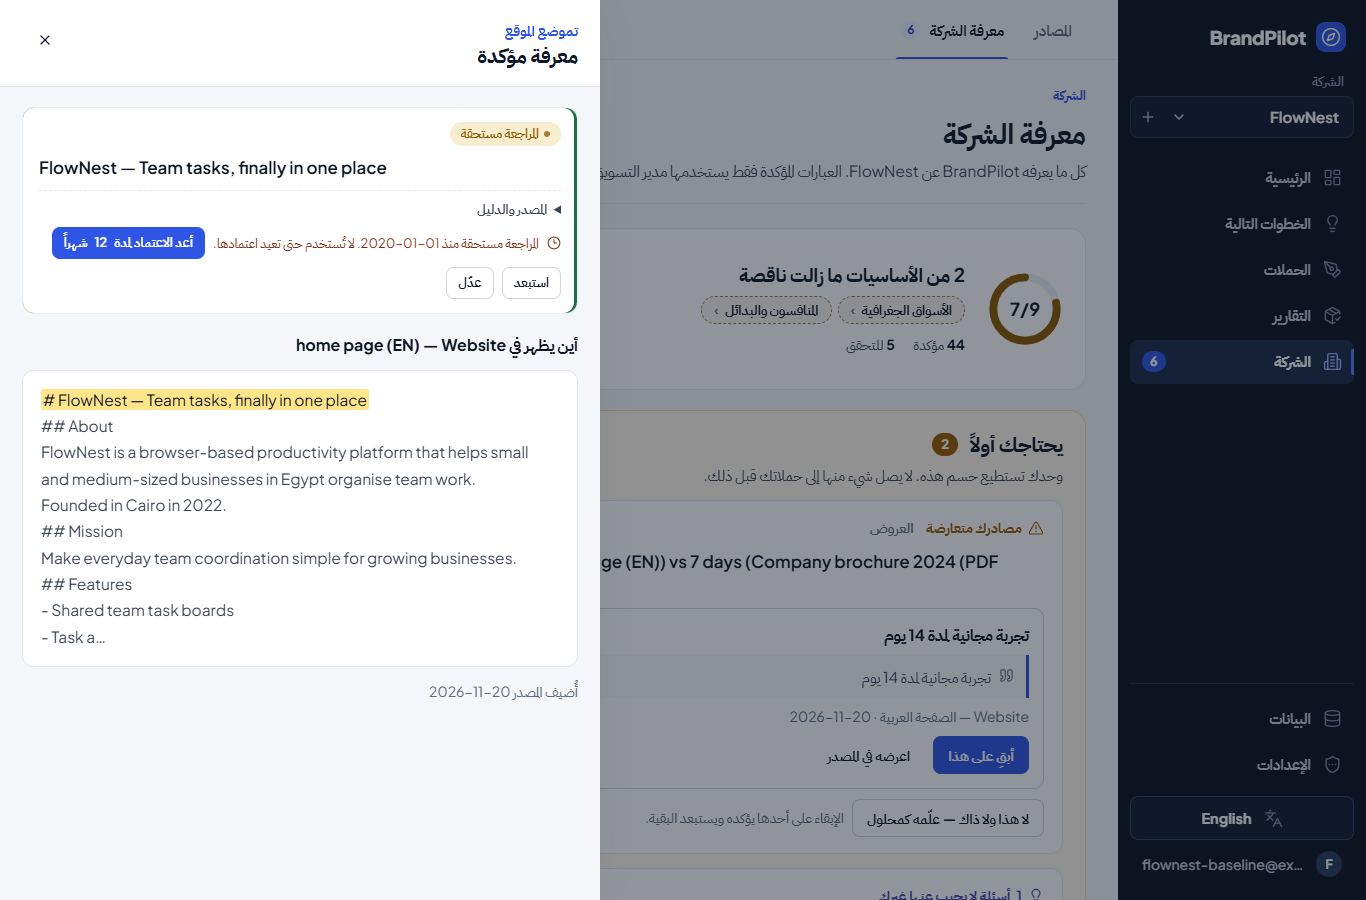 BrandPilot
الشركة
FlowNest
الرئيسية
الخطوات التالية
الحملات
التقارير
الشركة 6
البيانات
الإعدادات
English
flownest-baseline@ex...
F
المصادر
معرفة الشركة 6
الشركة
معرفة الشركة
كل ما يعرفه BrandPilot عن FlowNest. العبارات المؤكدة فقط يستخدمها مدير التسويق
7/9
2 من الأساسيات ما زالت ناقصة
الأسواق الجغرافية ‹
المنافسون والبدائل ‹
44 مؤكدة
5 للتحقق
يحتاجك أولاً 2
وحدك تستطيع حسم هذه. لا يصل شيء منها إلى حملاتك قبل ذلك.
مصادرك متعارضة
العروض
ge (EN)) vs 7 days (Company brochure 2024 (PDF
تجربة مجانية لمدة 14 يوم
تجربة مجانية لمدة 14 يوم
Website — الصفحة العربية · 2026-11-20
أبقِ على هذا
اعرضه في المصدر
لا هذا ولا ذاك — علّمه كمحلول
الإبقاء على أحدها يؤكده ويستبعد البقية.
1 أسئلة لا يجيب عنها غيرك
تموضع الموقع
معرفة مؤكدة
المراجعة مستحقة
FlowNest — Team tasks, finally in one place
المصدر والدليل
المراجعة مستحقة منذ 2020-01-01. لا تُستخدم حتى تعيد اعتمادها.
أعد الاعتماد لمدة 12 شهراً
استبعد
عدّل
أين يظهر في home page (EN) — Website
# FlowNest — Team tasks, finally in one place
## About
FlowNest is a browser-based productivity platform that helps small
and medium-sized businesses in Egypt organise team work.
Founded in Cairo in 2022.
## Mission
Make everyday team coordination simple for growing businesses.
## Features
- Shared team task boards
- Task a...
أُضيف المصدر 2026-11-20